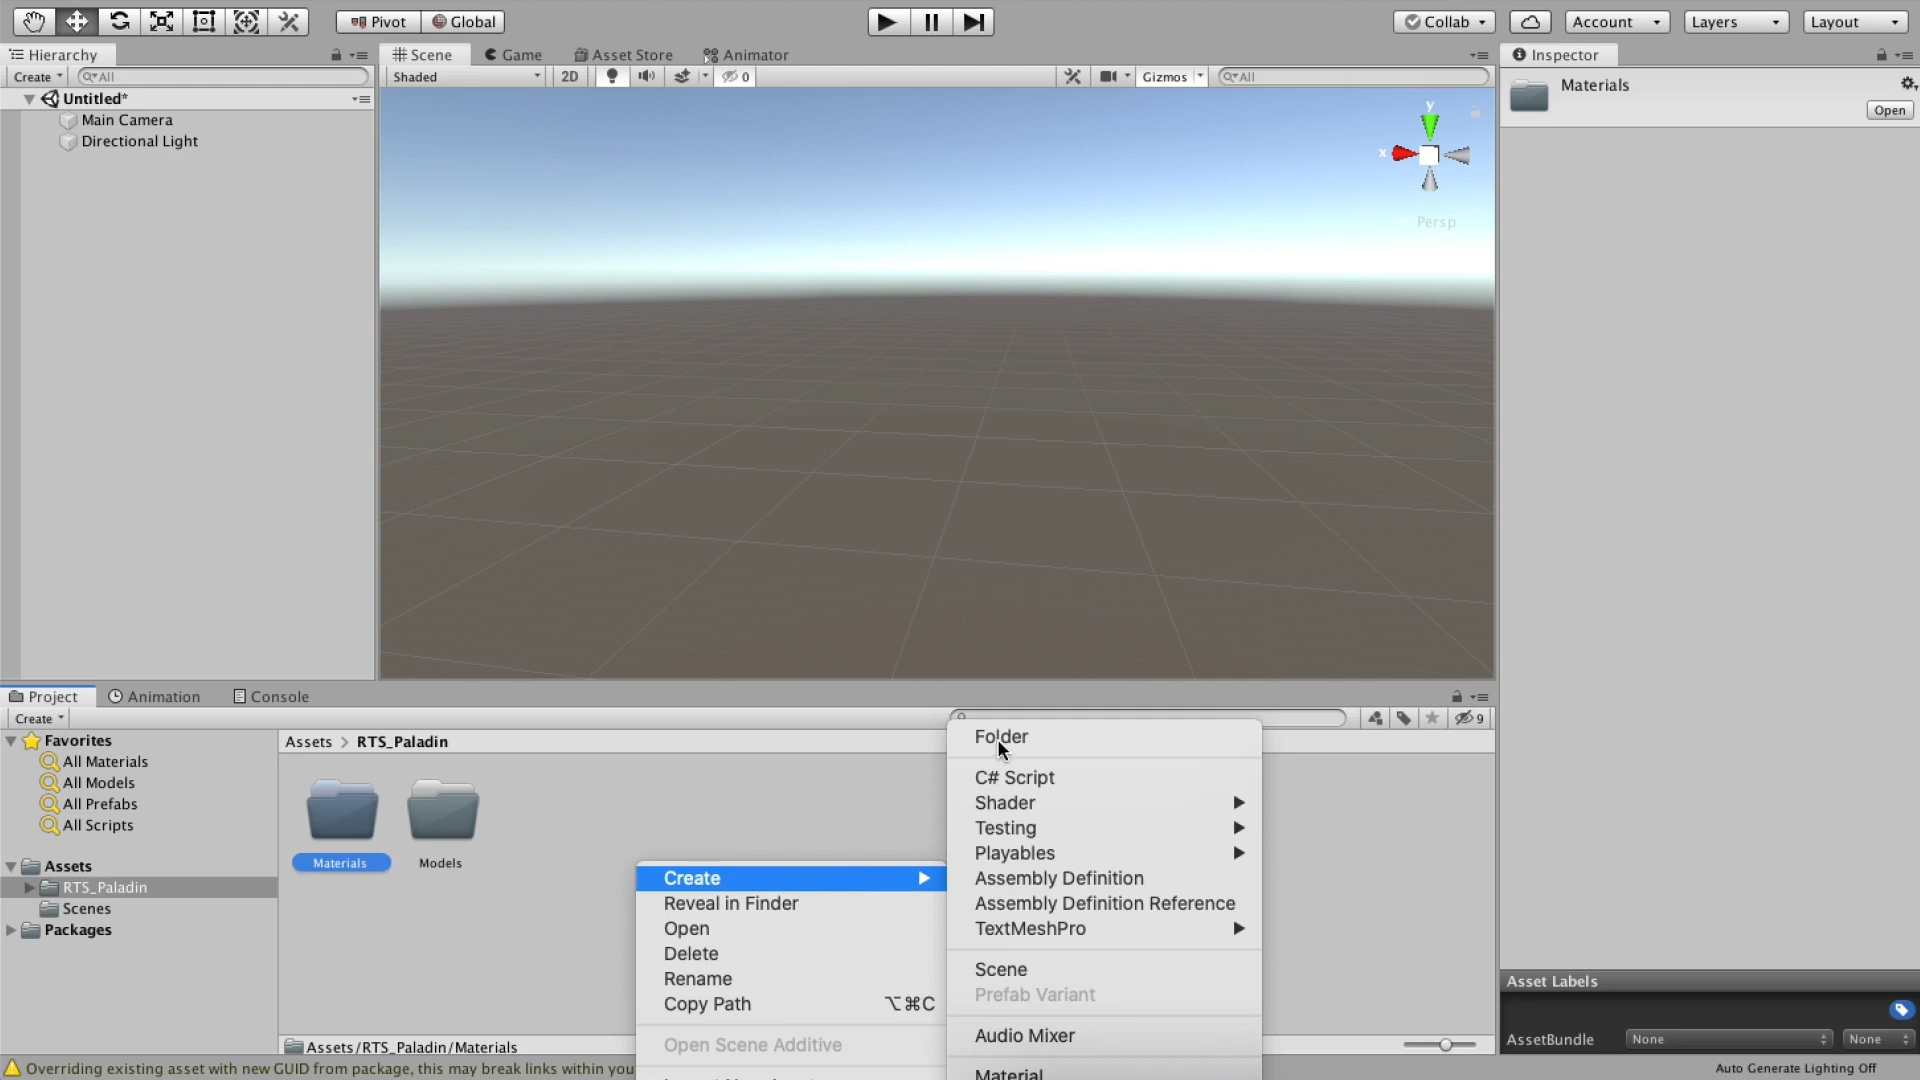 Pivot Global Collab Account Layers Layout
Hierarchy Scene Game Asset Store Animator Inspector
Create All Shaded 2D 0 Gizmos All Materials
Open
Untitled*
Main Camera
Directional Light
y
x
Persp
Project Animation Console
Create 9
Favorites
All Materials
All Models
All Prefabs
All Scripts
Assets
RTS_Paladin
Scenes
Packages
Assets > RTS_Paladin
Materials Models
Create
Reveal in Finder
Open
Delete
Rename
Copy Path ⌥⌘C
Open Scene Additive
Folder
C# Script
Shader
Testing
Playables
Assembly Definition
Assembly Definition Reference
TextMeshPro
Scene
Prefab Variant
Audio Mixer
Material
Asset Labels
AssetBundle None None
Assets/RTS_Paladin/Materials
Overriding existing asset with new GUID from package, this may break links within you
Auto Generate Lighting Off